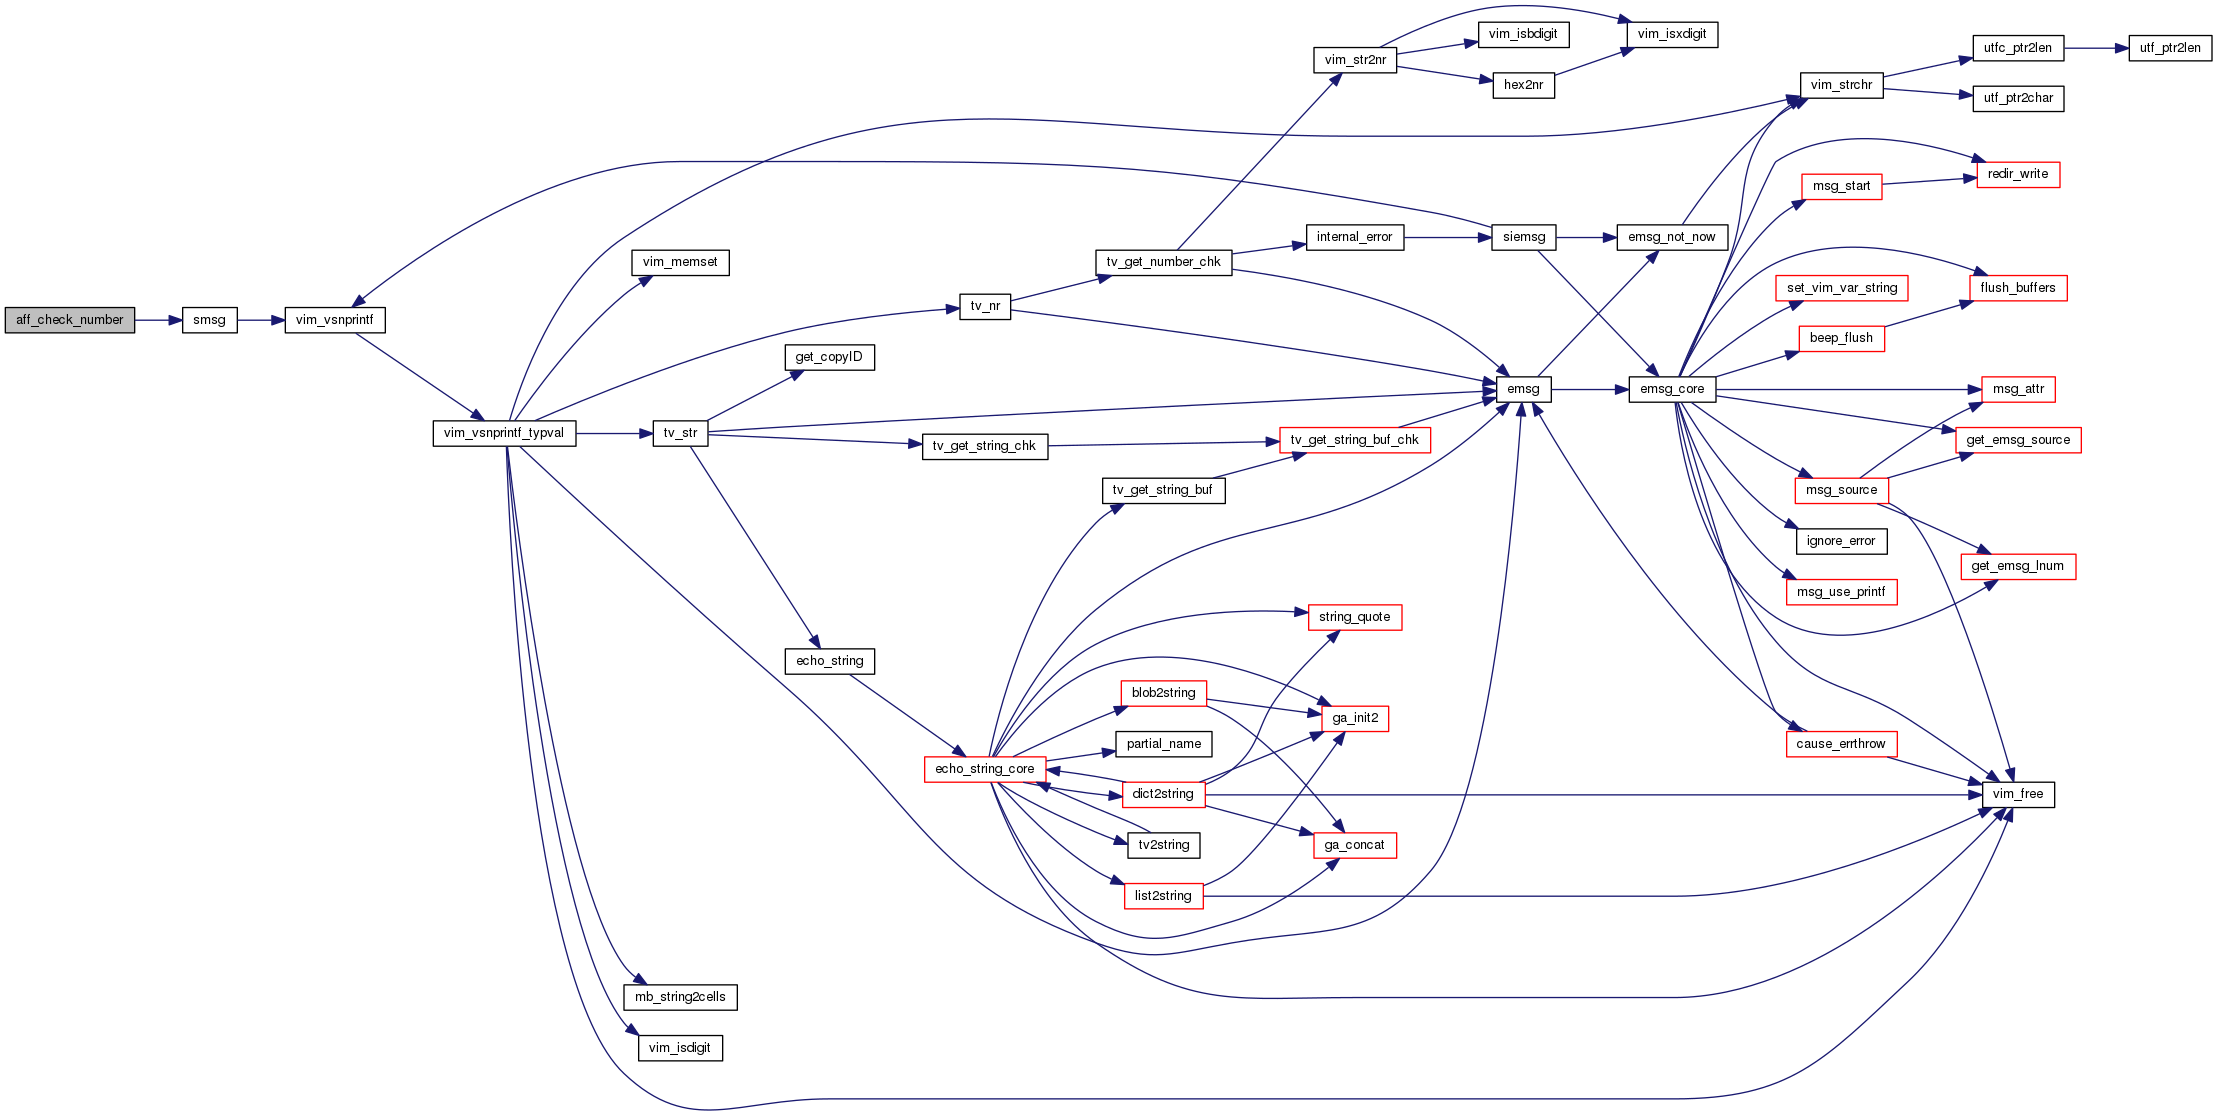 aff_check_number
smsg
vim_vsnprintf
vim_vsnprintf_typval
vim_memset
tv_str
mb_string2cells
vim_isdigit
get_copyID
echo_string
tv_nr
tv_get_string_chk
echo_string_core
tv_get_number_chk
tv_get_string_buf
blob2string
partial_name
dict2string
tv2string
list2string
vim_str2nr
internal_error
tv_get_string_buf_chk
string_quote
ga_init2
ga_concat
vim_isbdigit
hex2nr
siemsg
emsg
vim_isxdigit
emsg_not_now
emsg_core
vim_strchr
msg_start
set_vim_var_string
beep_flush
msg_source
ignore_error
msg_use_printf
cause_errthrow
utfc_ptr2len
utf_ptr2char
redir_write
flush_buffers
msg_attr
get_emsg_source
get_emsg_lnum
vim_free
utf_ptr2len